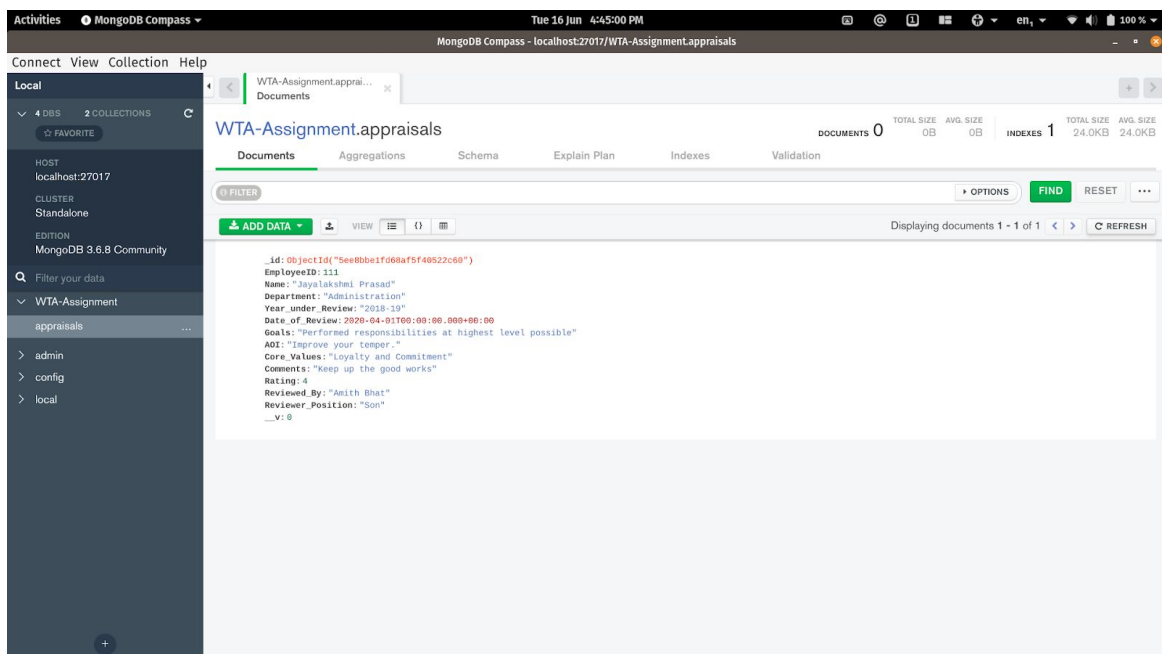 Activities MongoDB Compass Tue 16 Jun 4:45:00 PM en1 100 %
MongoDB Compass - localhost:27017/WTA-Assignment.appraisals
Connect View Collection Help
Local
WTA-Assignment.apprai...
Documents
4 DBS 2 COLLECTIONS
FAVORITE
HOST
localhost:27017
CLUSTER
Standalone
EDITION
MongoDB 3.6.8 Community
Filter your data
WTA-Assignment
appraisals ...
admin
config
local
WTA-Assignment.appraisals
DOCUMENTS 0 TOTAL SIZE 0B AVG. SIZE 0B INDEXES 1 TOTAL SIZE 24.0KB AVG. SIZE 24.0KB
Documents Aggregations Schema Explain Plan Indexes Validation
FILTER OPTIONS FIND RESET ...
ADD DATA VIEW {} Displaying documents 1 - 1 of 1 < > REFRESH
_id: ObjectId("5ee8bbe1fd68af5f40522c60")
EmployeeID: 111
Name: "Jayalakshmi Prasad"
Department: "Administration"
Year_under_Review: "2018-19"
Date_of_Review: 2020-04-01T00:00:00.000+00:00
Goals: "Performed responsibilities at highest level possible"
AOI: "Improve your temper."
Core_Values: "Loyalty and Commitment"
Comments: "Keep up the good works"
Rating: 4
Reviewed_By: "Amith Bhat"
Reviewer_Position: "Son"
__v: 0